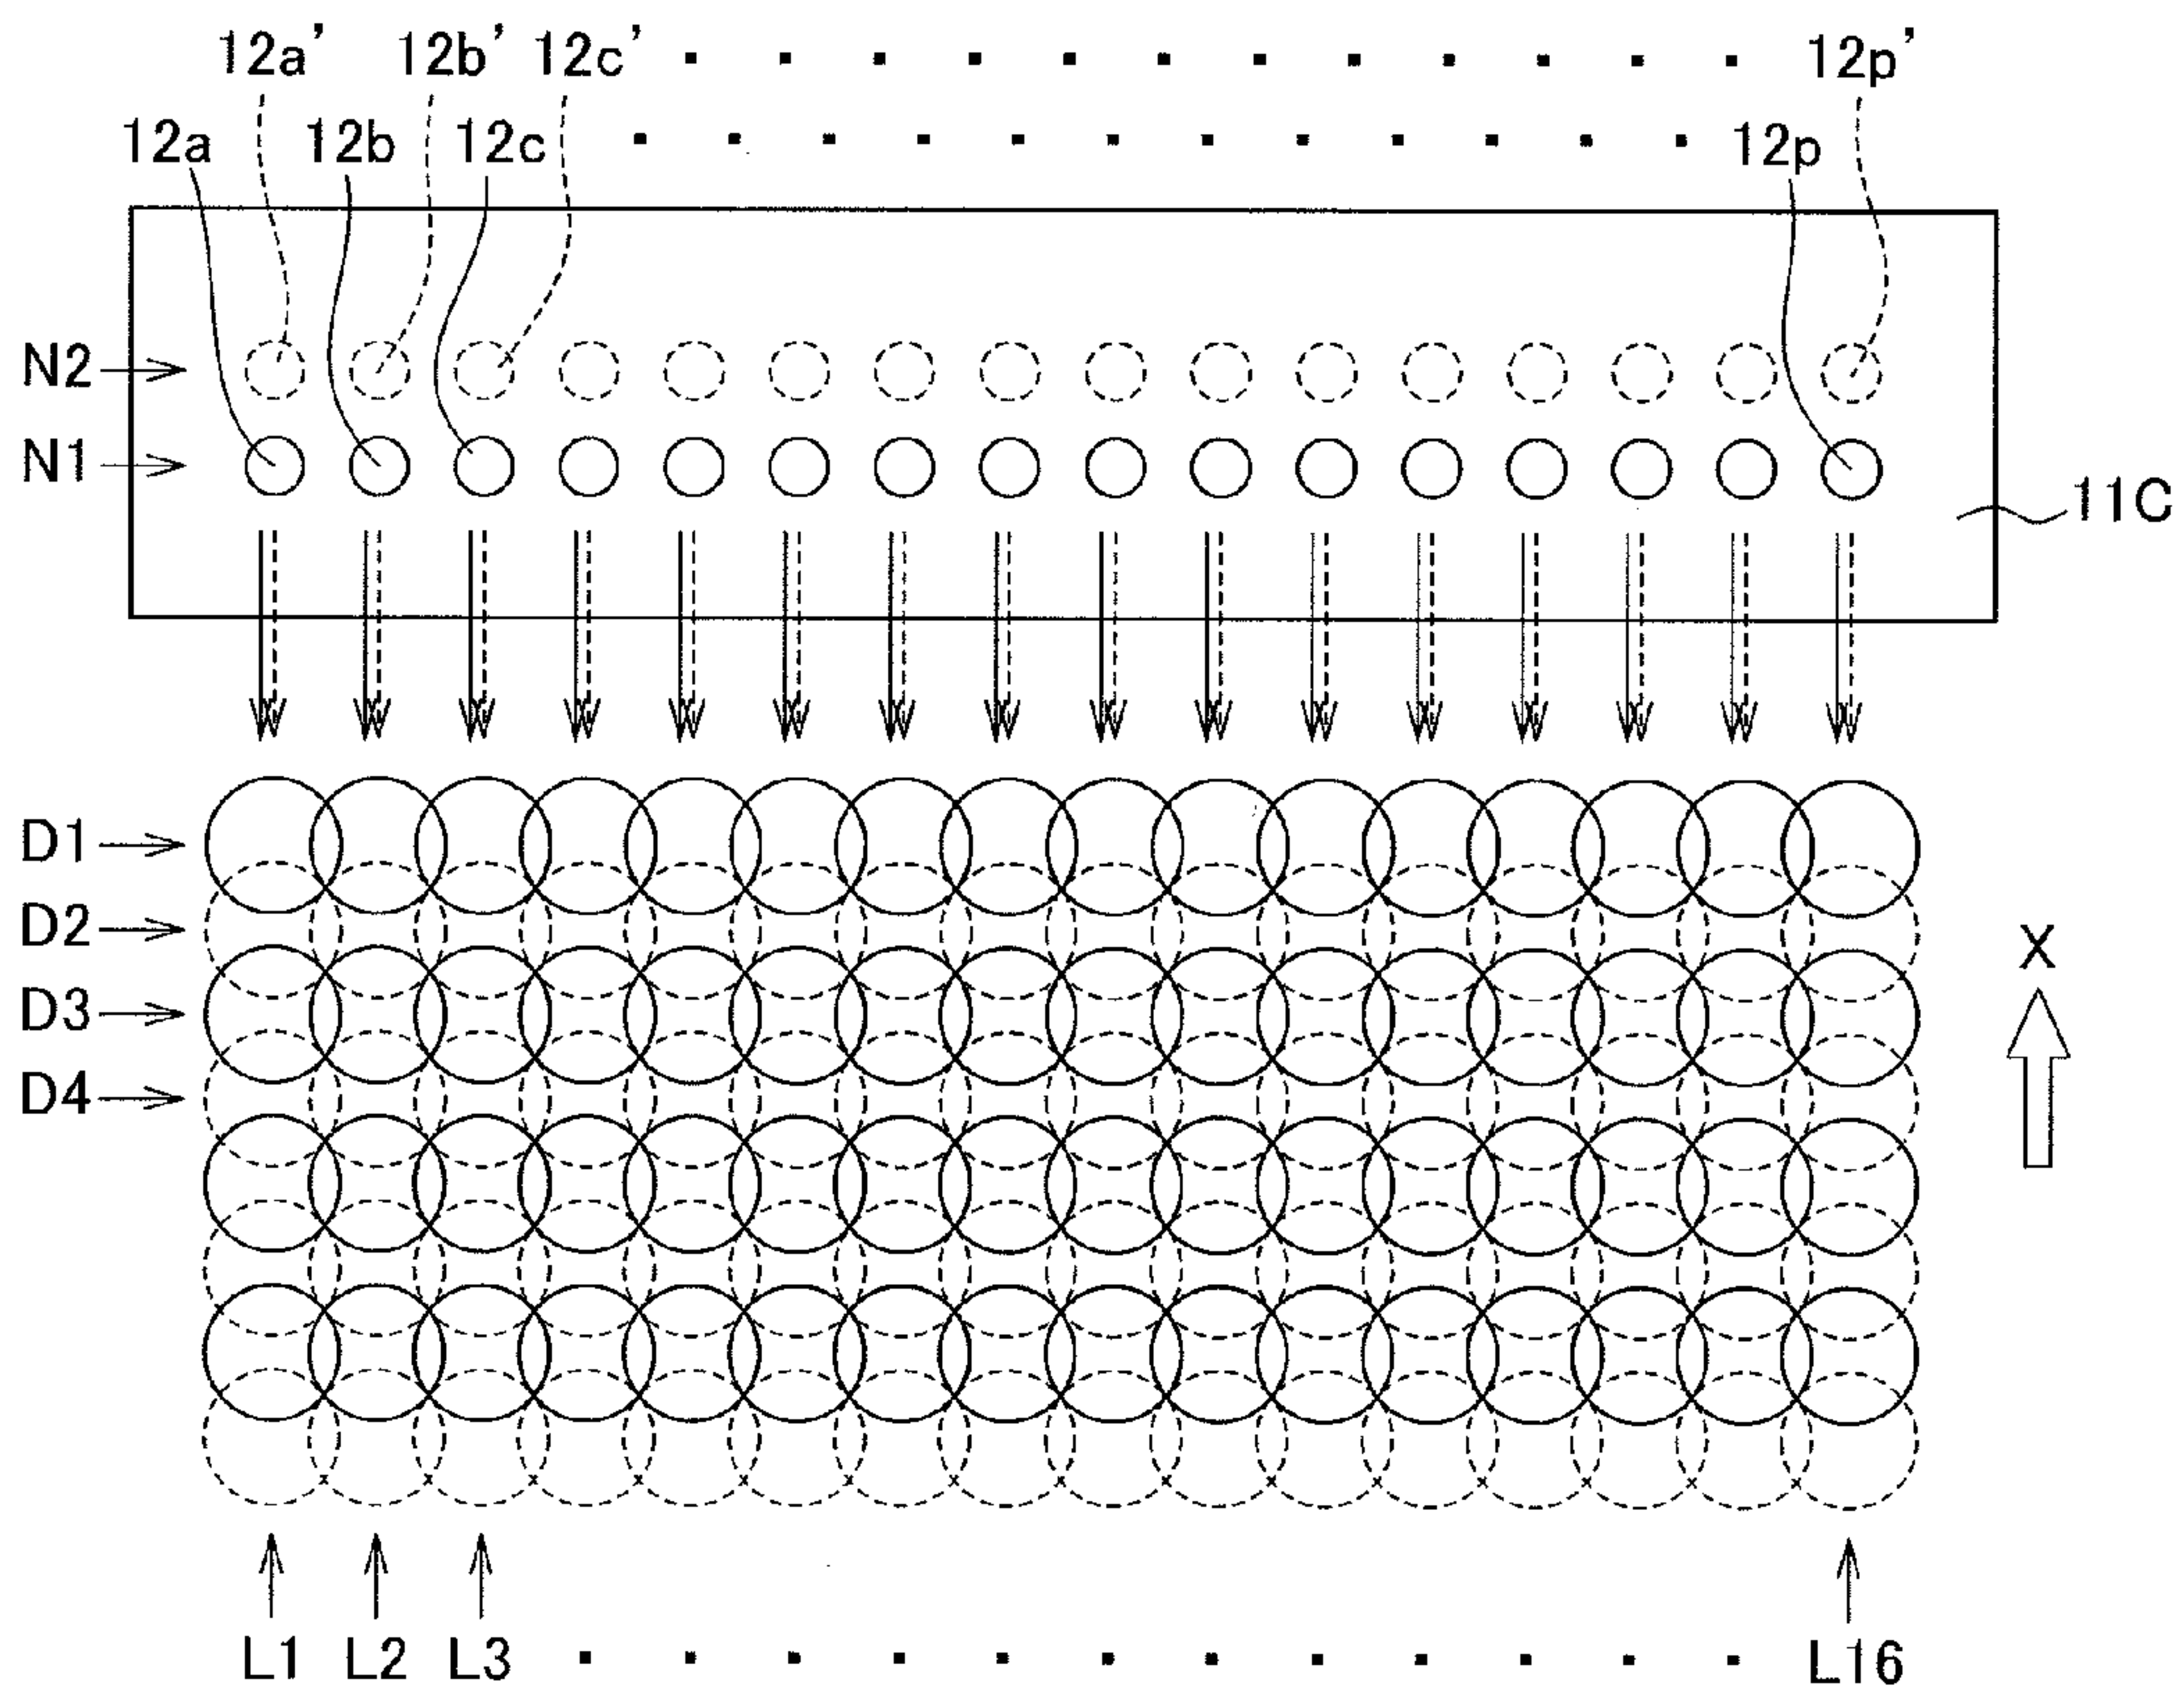 12a' 12b' 12c' · · · · · · · · · · · · 12p'
12a 12b 12c · · · · · · · · · · · · 12p
N2
N1
11C
D1
D2
X
D3
D4
L1 L2 L3 · · · · · · · · · · · · L16